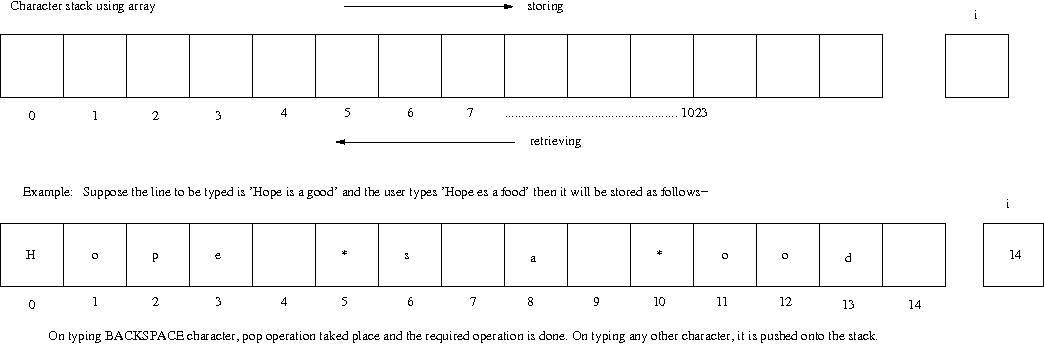 Character stack using array storing
i
0 1 2 3 4 5 6 7 ........................................................ 1023
retrieving
Example: Suppose the line to be typed is 'Hope is a good' and the user types 'Hope es a food' then it will be stored as follows-
i
H o p e * s a * o o d 14
0 1 2 3 4 5 6 7 8 9 10 11 12 13 14
On typing BACKSPACE character, pop operation taked place and the required operation is done. On typing any other character, it is pushed onto the stack.